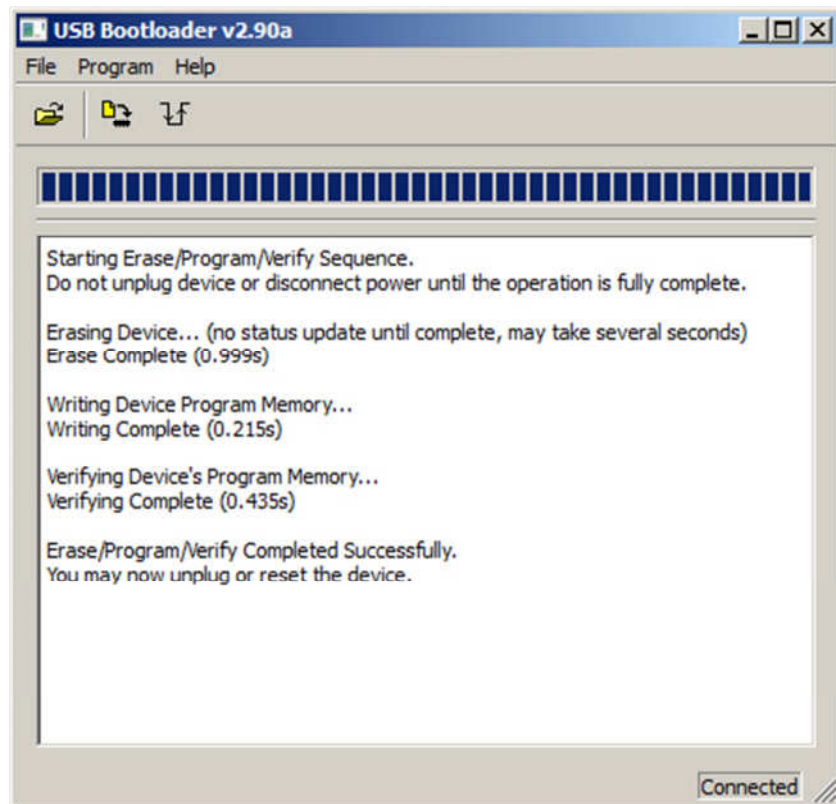 USB Bootloader v2.90a
File Program Help
Starting Erase/Program/Verify Sequence.
Do not unplug device or disconnect power until the operation is fully complete.
Erasing Device... (no status update until complete, may take several seconds)
Erase Complete (0.999s)
Writing Device Program Memory...
Writing Complete (0.215s)
Verifying Device's Program Memory...
Verifying Complete (0.435s)
Erase/Program/Verify Completed Successfully.
You may now unplug or reset the device.
Connected